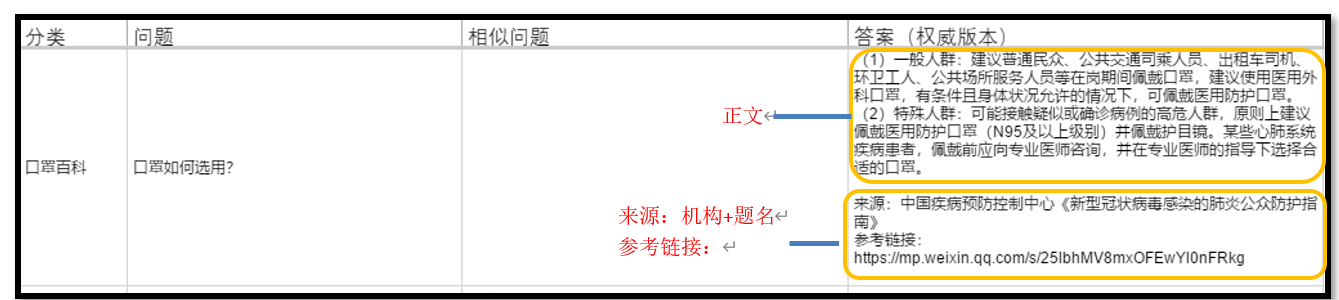 分类 问题 相似问题 答案（权威版本）
（1）一般人群：建议普通民众、公共交通司乘人员、出租车司机、
环卫工人、公共场所服务人员等在岗期间佩戴口罩，建议使用医用外
科口罩，有条件且身体状况允许的情况下，可佩戴医用防护口罩。
正文
（2）特殊人群：可能接触疑似或确诊病例的高危人群，原则上建议
佩戴医用防护口罩（N95及以上级别）并佩戴护目镜。某些心肺系统
疾病患者，佩戴前应向专业医师咨询，并在专业医师的指导下选择合
适的口罩。
口罩百科 口罩如何选用？
来源：机构+题名
参考链接：
来源：中国疾病预防控制中心《新型冠状病毒感染的肺炎公众防护指
南》
参考链接：
https://mp.weixin.qq.com/s/25IbhMV8mxOFEwYI0nFRkg